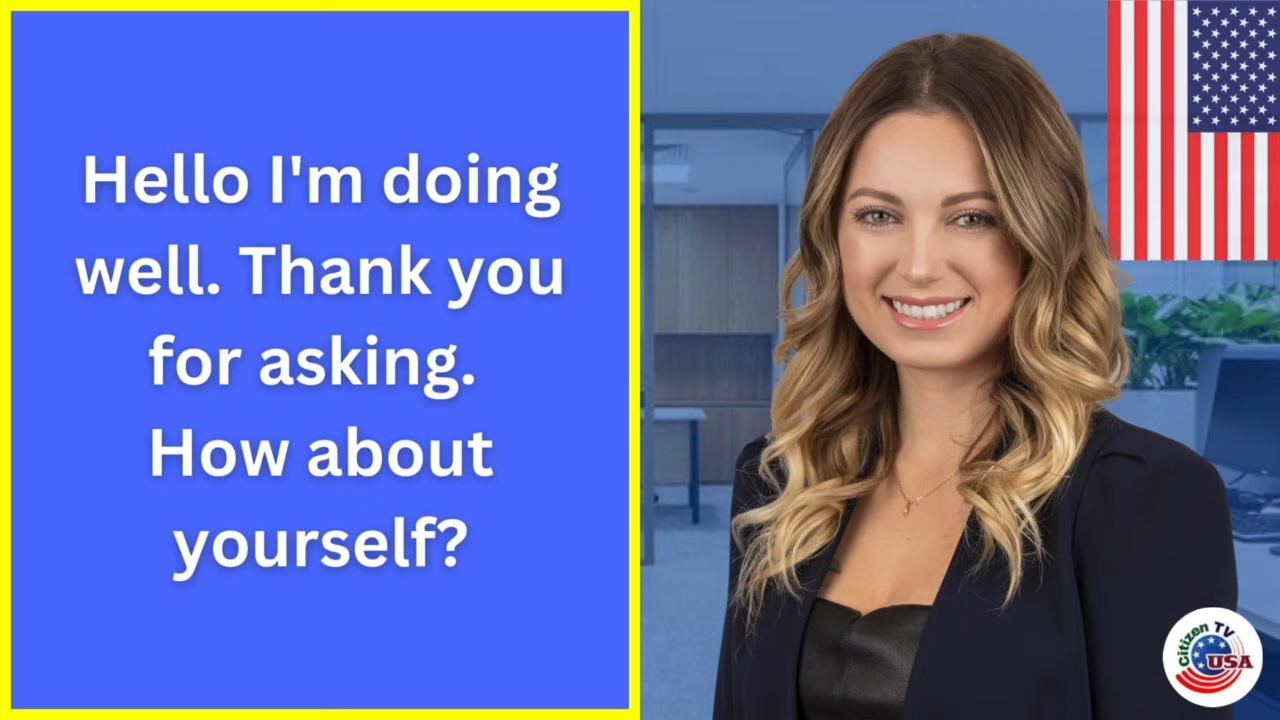 Hello I'm doing
well. Thank you
for asking.
How about
yourself?
Citizen TV
USA